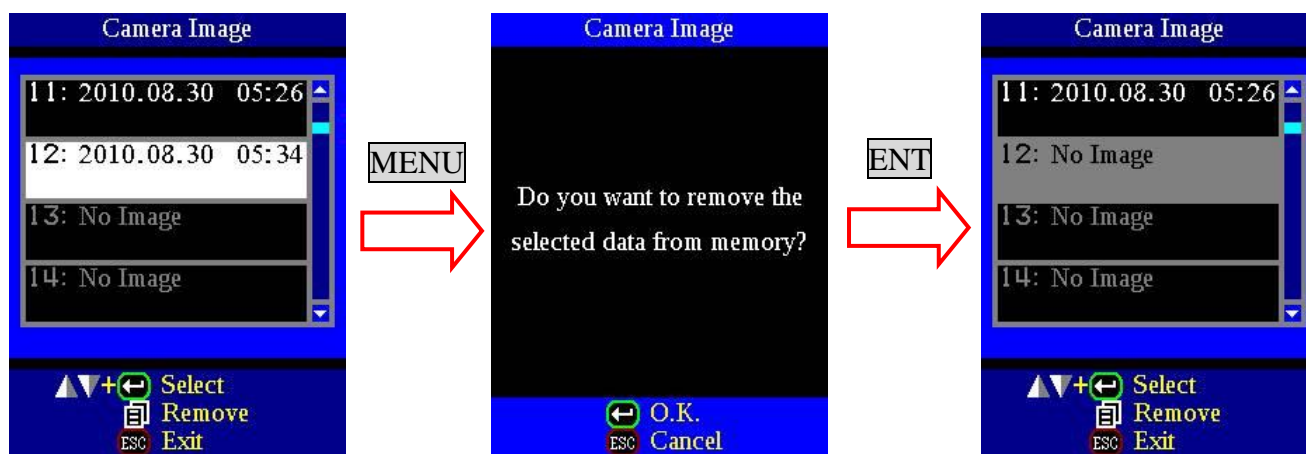 Camera Image
11: 2010.08.30 05:26
12: 2010.08.30 05:34
13: No Image
14: No Image
+ Select
Remove
ESC Exit
MENU
Camera Image
Do you want to remove the
selected data from memory?
O.K.
ESC Cancel
ENT
Camera Image
11: 2010.08.30 05:26
12: No Image
13: No Image
14: No Image
+ Select
Remove
ESC Exit